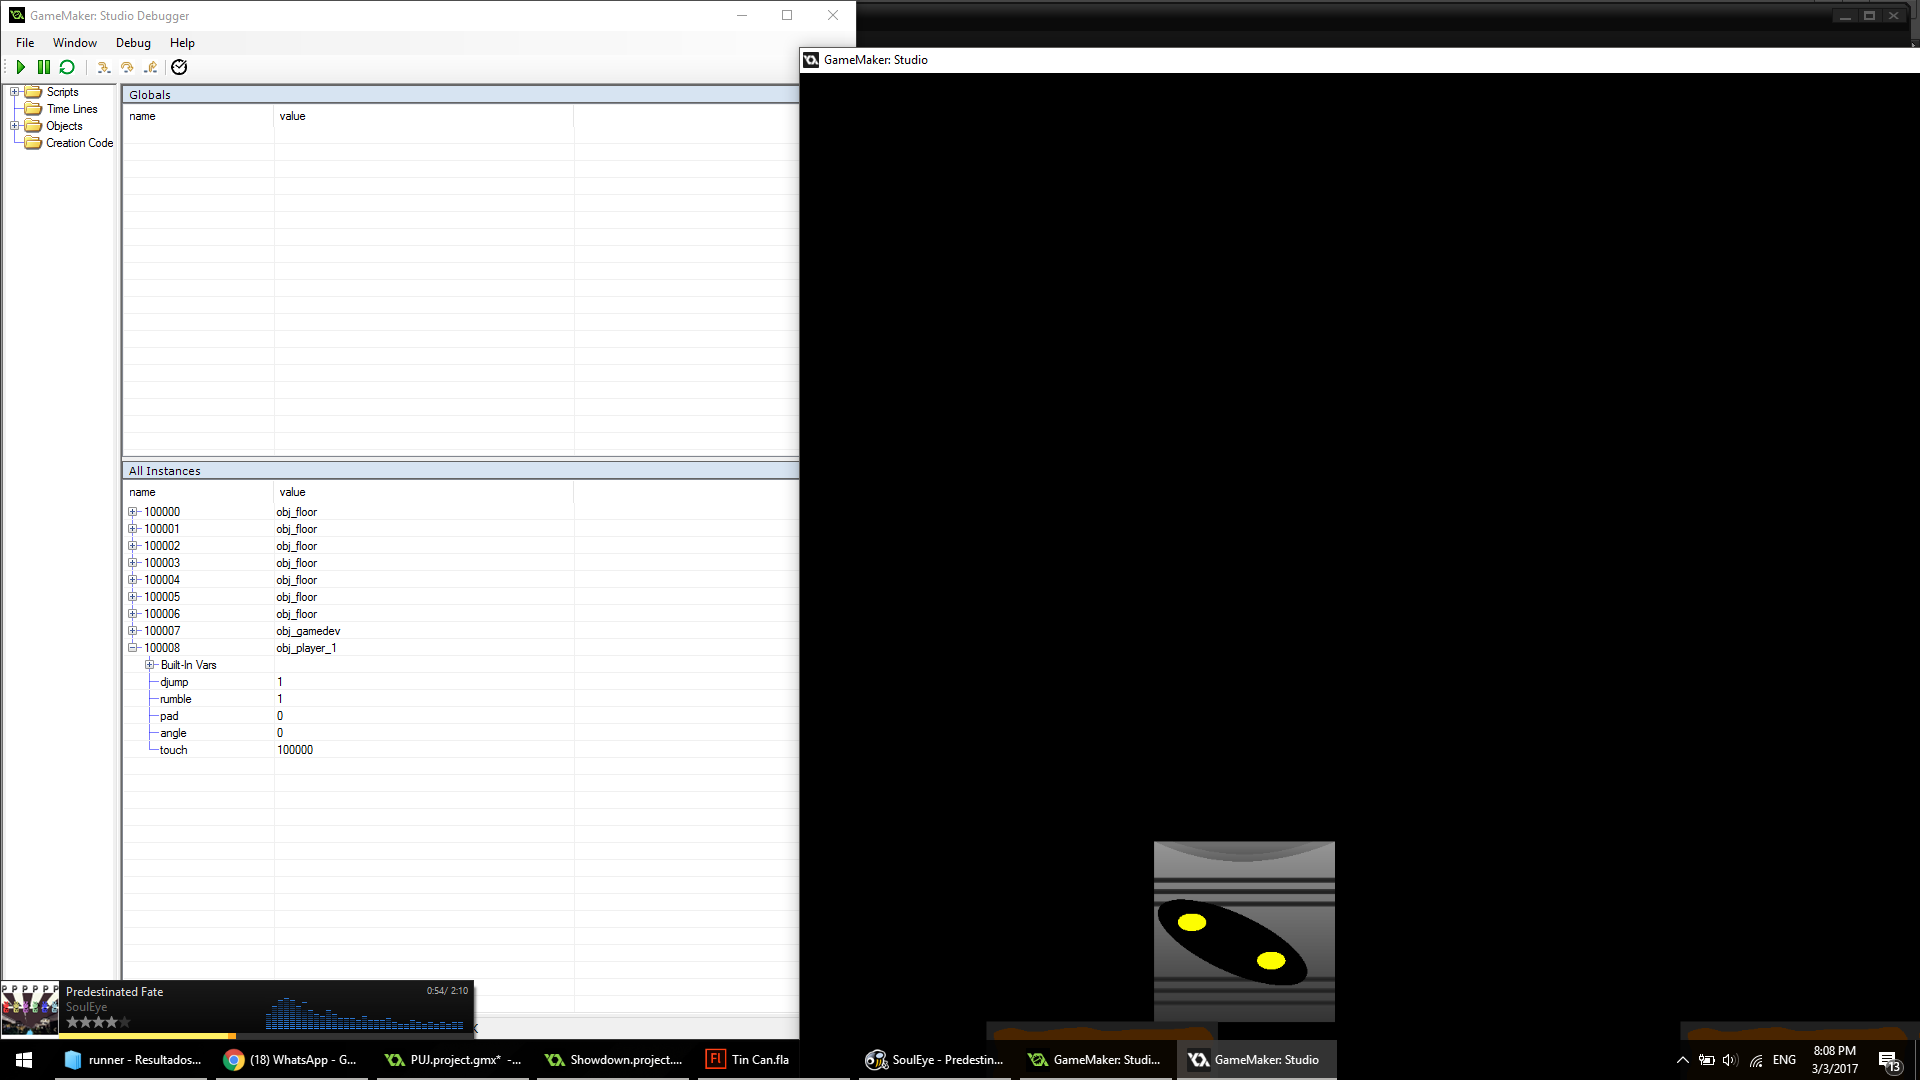 GameMaker: Studio Debugger
File Window Debug Help
GameMaker: Studio
Scripts
Time Lines
Objects
Creation Code
Globals
name value
All Instances
name value
100000 obj_floor
100001 obj_floor
100002 obj_floor
100003 obj_floor
100004 obj_floor
100005 obj_floor
100006 obj_floor
100007 obj_gamedev
100008 obj_player_1
Built-In Vars
djump 1
rumble 1
pad 0
angle 0
touch 100000
PPPPPP
Predestinated Fate 0:54/ 2:10
SoulEye
runner - Resultados... (18) WhatsApp - G... PUJ.project.gmx* -... Showdown.project.... Fl Tin Can.fla SoulEye - Predestin... GameMaker: Studi... GameMaker: Studio ENG 8:08 PM 13
3/3/2017